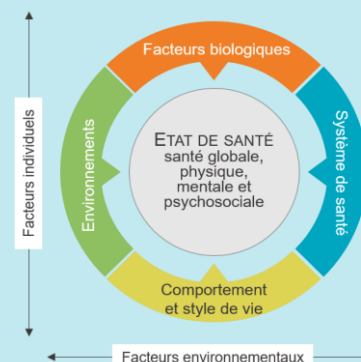 Facteurs biologiques
Facteurs individuels
Environnements
ETAT DE SANTÉ
santé globale,
physique,
mentale et
psychosociale
Système de santé
Comportement
et style de vie
Facteurs environnementaux